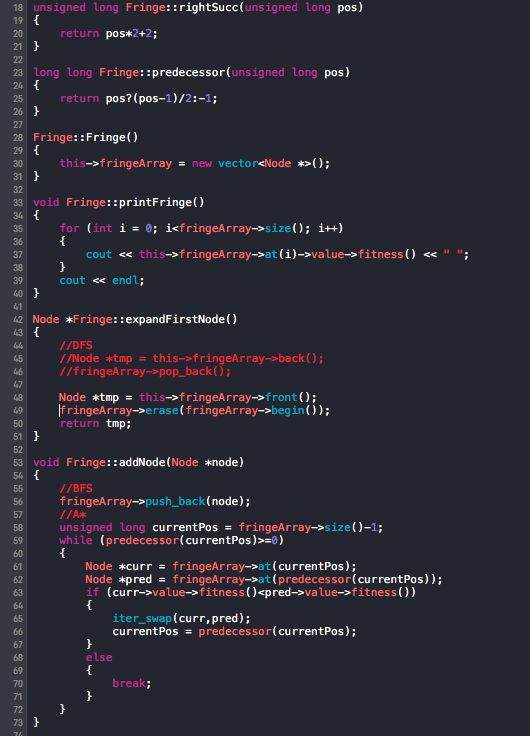 18 unsigned long Fringe::rightSucc(unsigned long pos)
19 {
20     return pos*2+2;
21 }
22
23 long long Fringe::predecessor(unsigned long pos)
24 {
25     return pos?(pos-1)/2:-1;
26 }
27
28 Fringe::Fringe()
29 {
30     this->fringeArray = new vector<Node *>();
31 }
32
33 void Fringe::printFringe()
34 {
35     for (int i = 0; i<fringeArray->size(); i++)
36     {
37         cout << this->fringeArray->at(i)->value->fitness() << " ";
38     }
39     cout << endl;
40 }
41
42 Node *Fringe::expandFirstNode()
43 {
44     //DFS
45     //Node *tmp = this->fringeArray->back();
46     //fringeArray->pop_back();
47
48     Node *tmp = this->fringeArray->front();
49     fringeArray->erase(fringeArray->begin());
50     return tmp;
51 }
52
53 void Fringe::addNode(Node *node)
54 {
55     //BFS
56     fringeArray->push_back(node);
57     //A*
58     unsigned long currentPos = fringeArray->size()-1;
59     while (predecessor(currentPos)>=0)
60     {
61         Node *curr = fringeArray->at(currentPos);
62         Node *pred = fringeArray->at(predecessor(currentPos));
63         if (curr->value->fitness()<pred->value->fitness())
64         {
65             iter_swap(curr,pred);
66             currentPos = predecessor(currentPos);
67         }
68         else
69         {
70             break;
71         }
72     }
73 }
74